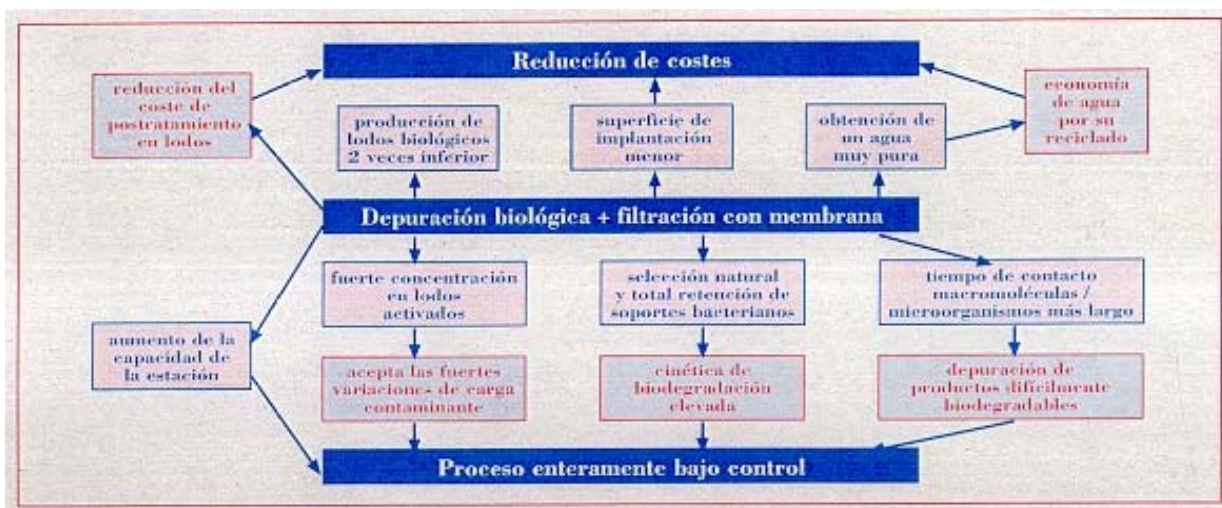 Reducción de costes
reducción del
coste de
postratamiento
en lodos
producción de
lodos biológicos
2 veces inferior
superficie de
implantación
menor
obtención de
un agua
muy pura
economía
de agua
por su
reciclado
Depuración biológica + filtración con membrana
fuerte concentración
en lodos
activados
selección natural
y total retención de
soportes bacterianos
tiempo de contacto
macromoléculas /
microorganismos más largo
aumento de la
capacidad de
la estación
acepta las fuertes
variacione- de carga
contaminante
cinética de
biodegradación
elevada
depuración de
productos difícilmente
biodegradables
Proceso enteramente bajo control